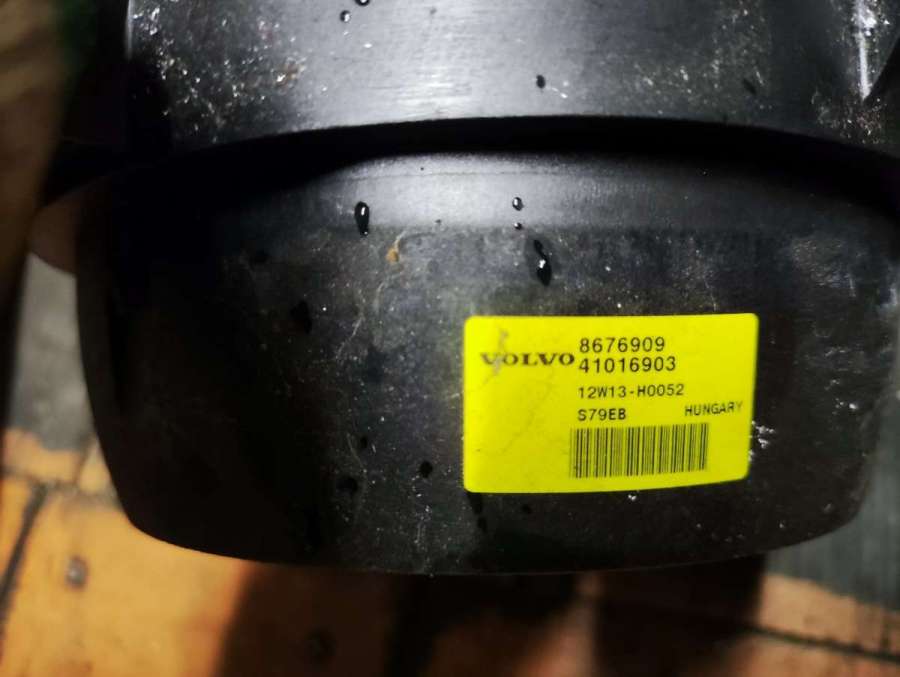 8676909
VOLVO 41016903
12W13-H0052
S79EB HUNGARY